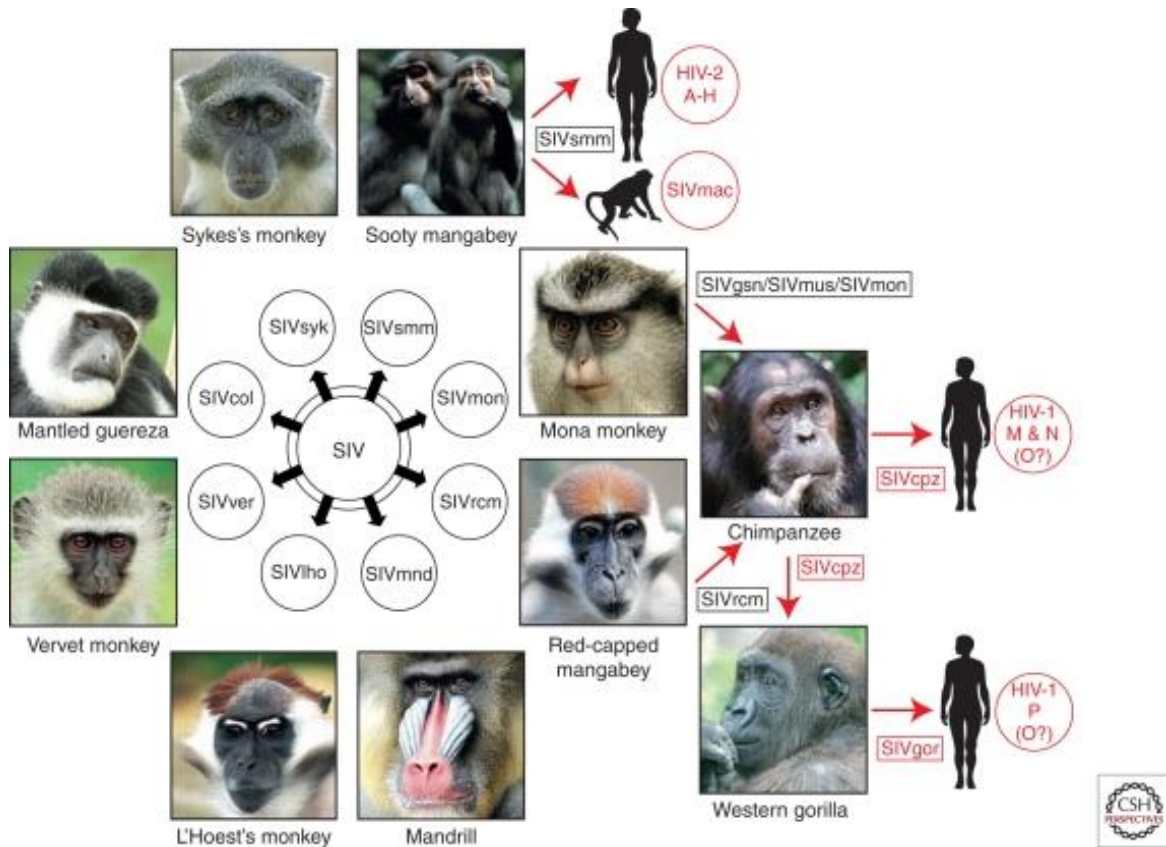 HIV-2
A-H
SIVsmm
SIVmac
Sykes's monkey
Sooty mangabey
SIVgsn/SIVmus/SIVmon
SIVsyk
SIVsmm
SIVcol
SIVmon
Mantled guereza
Mona monkey
SIV
HIV-1
M & N
(O?)
SIVcpz
SIVver
SIVrcm
Chimpanzee
SIVlho
SIVmnd
SIVcpz
SIVrcm
Vervet monkey
Red-capped
mangabey
HIV-1
P
(O?)
SIVgor
L'Hoest's monkey
Mandrill
Western gorilla
CSH
PERSPECTIVES